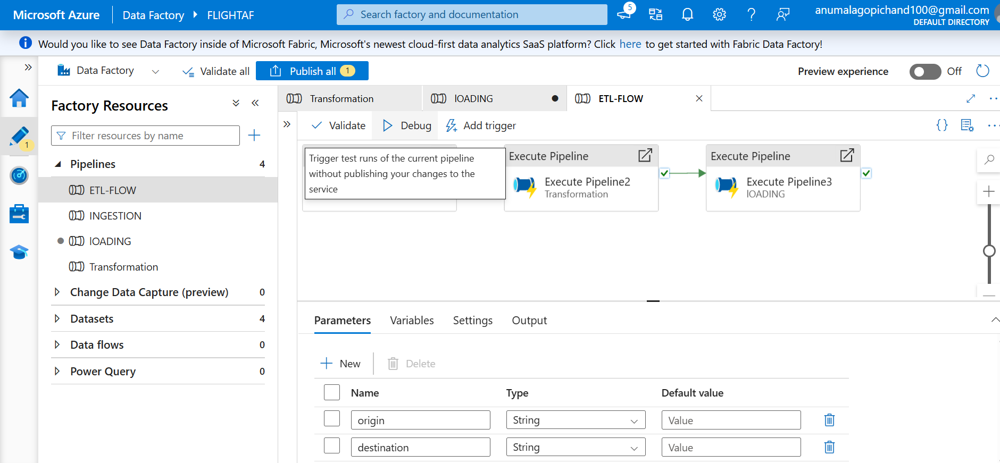 Microsoft Azure
Data Factory
FLIGHTAF
Search factory and documentation
5
anumalagopichand100@gmail.com
DEFAULT DIRECTORY
Would you like to see Data Factory inside of Microsoft Fabric, Microsoft's newest cloud-first data analytics SaaS platform? Click here to get started with Fabric Data Factory!
Data Factory
Validate all
Publish all 1
Preview experience
Off
1
Factory Resources
Filter resources by name
Pipelines 4
ETL-FLOW
INGESTION
lOADING
Transformation
Change Data Capture (preview) 0
Datasets 4
Data flows 0
Power Query 0
Transformation
lOADING
ETL-FLOW
Validate
Debug
Add trigger
{}
Trigger test runs of the current pipeline
without publishing your changes to the
service
Execute Pipeline
Execute Pipeline2
Transformation
Execute Pipeline
Execute Pipeline3
lOADING
Parameters Variables Settings Output
New
Delete
Name Type Default value
origin String Value
destination String Value